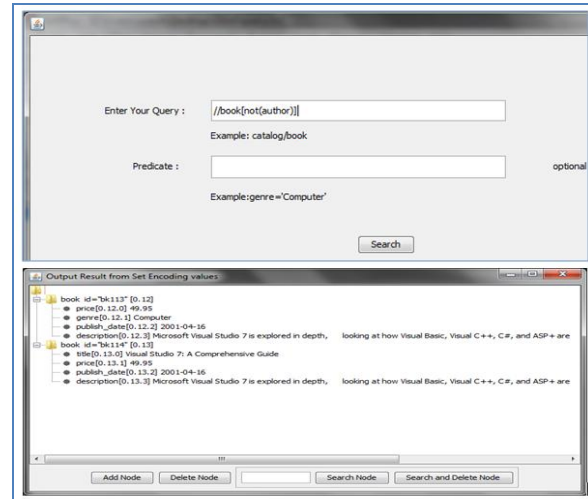 Enter Your Query :
//book[not(author)]
Example: catalog/book
Predicate :
optional
Example:genre='Computer'
Search
Output Result from Set Encoding values
book id="bk113" [0.12]
price[0.12.0] 49.95
genre[0.12.1] Computer
publish_date[0.12.2] 2001-04-16
description[0.12.3] Microsoft Visual Studio 7 is explored in depth, looking at how Visual Basic, Visual C++, C#, and ASP+ are
book id="bk114" [0.13]
title[0.13.0] Visual Studio 7: A Comprehensive Guide
price[0.13.1] 49.95
publish_date[0.13.2] 2001-04-16
description[0.13.3] Microsoft Visual Studio 7 is explored in depth, looking at how Visual Basic, Visual C++, C#, and ASP+ are
Add Node Delete Node Search Node Search and Delete Node